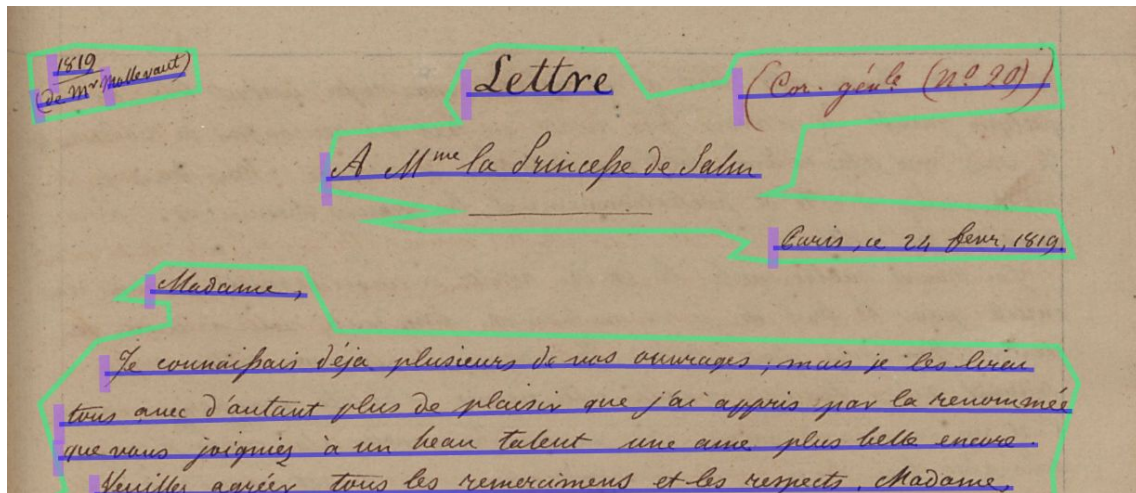 1819
(de Mr Mollevaut)
Lettre
(Cor. génle (nº 20)
A Mme la Princesse de Salm
Paris, ce 24 fevr, 1819.
Madame,
Je connaissais déja plusieurs de vos ouvrages, mais je les lirai
tous avec d'autant plus de plaisir que j'ai appris par la renommée
que vous joigniez à un beau talent une ame plus belle encore.
Veuillez agréer tous les remercimens et les respects, Madame,